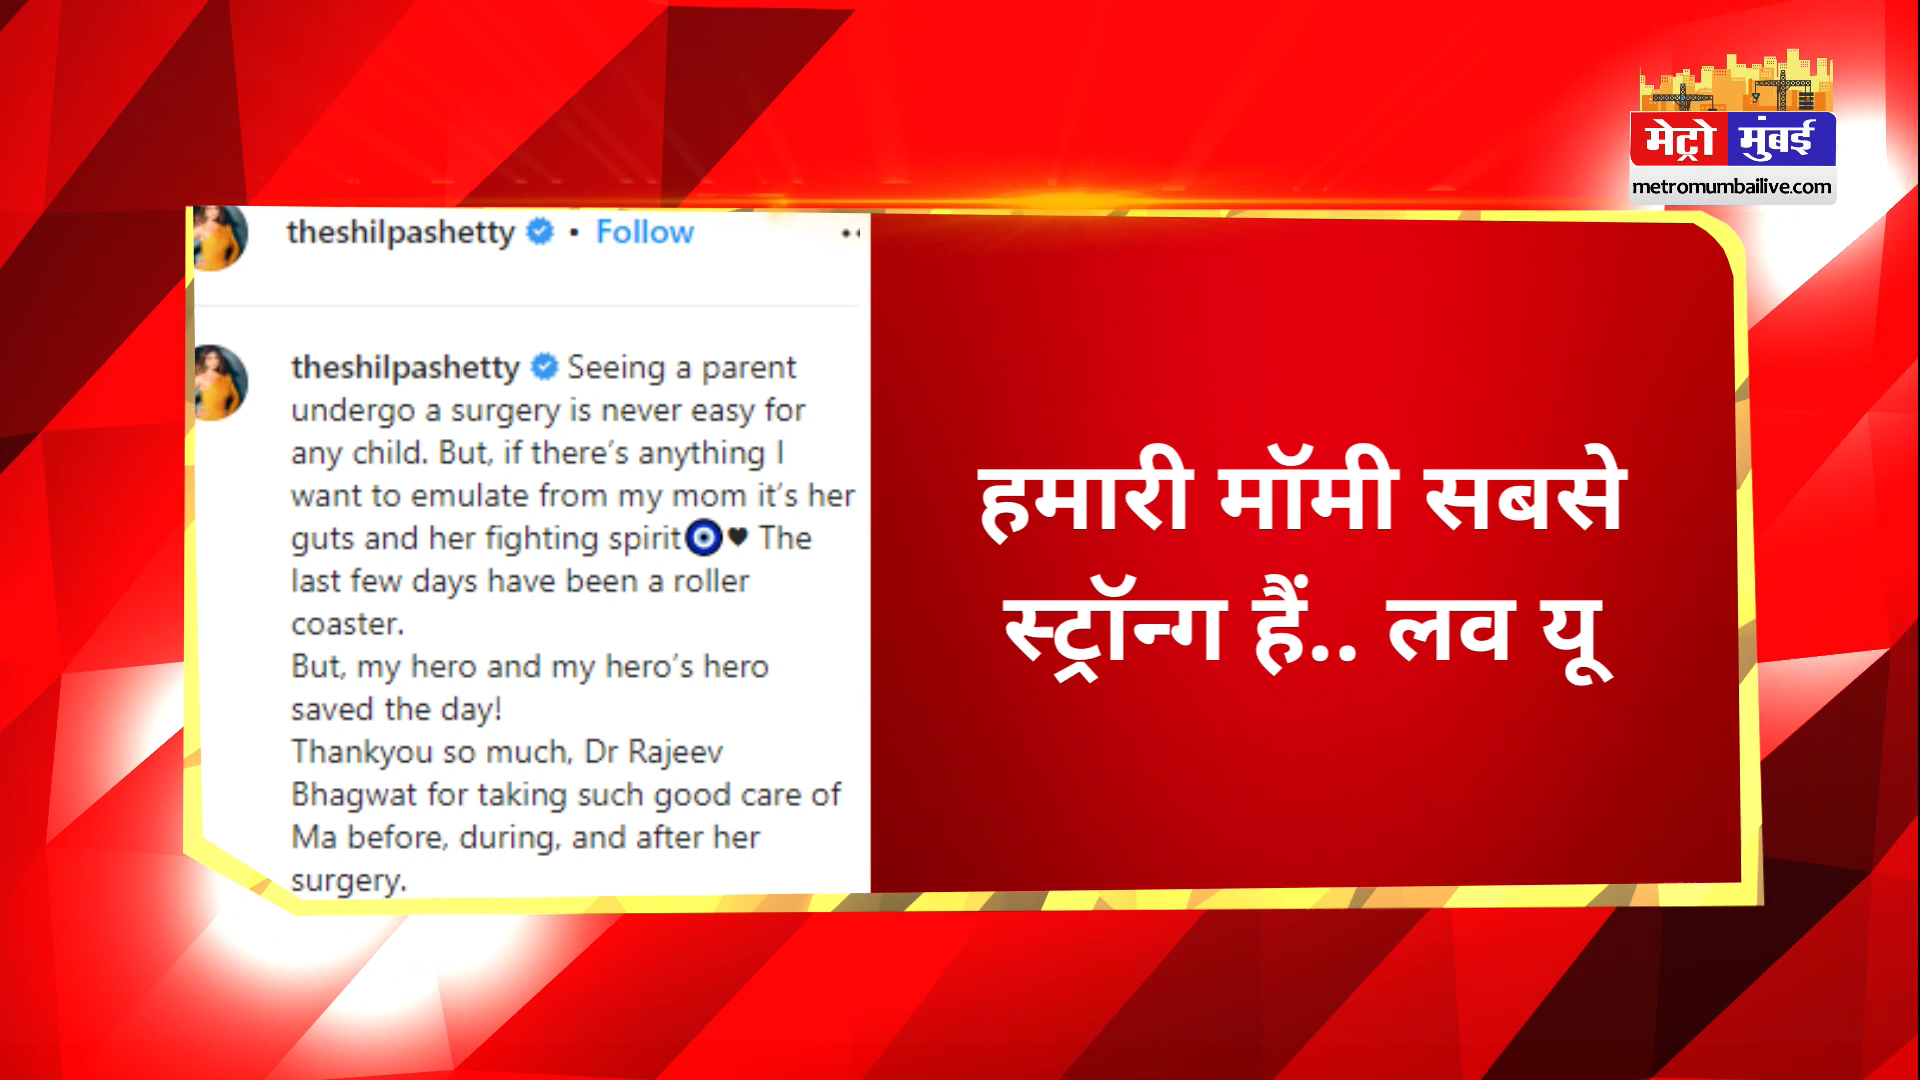 मेट्रो मुंबई
metromumbailive.com
theshilpashetty • Follow
theshilpashetty Seeing a parent
undergo a surgery is never easy for
any child. But, if there’s anything I
want to emulate from my mom it’s her
guts and her fighting spirit🧿♥ The
last few days have been a roller
coaster.
But, my hero and my hero’s hero
saved the day!
Thankyou so much, Dr Rajeev
Bhagwat for taking such good care of
Ma before, during, and after her
surgery.
हमारी मॉमी सबसे
स्ट्रॉन्ग हैं.. लव यू